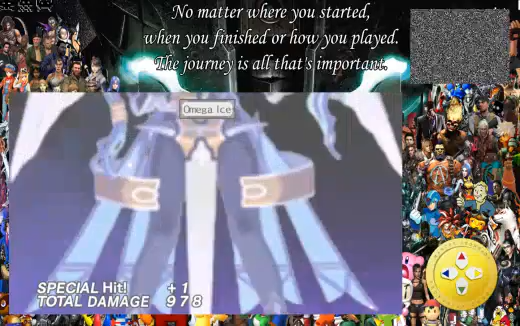 No matter where you started,
when you finished or how you played.
The journey is all that's important.
Omega Ice
SPECIAL Hit! +1
TOTAL DAMAGE 978